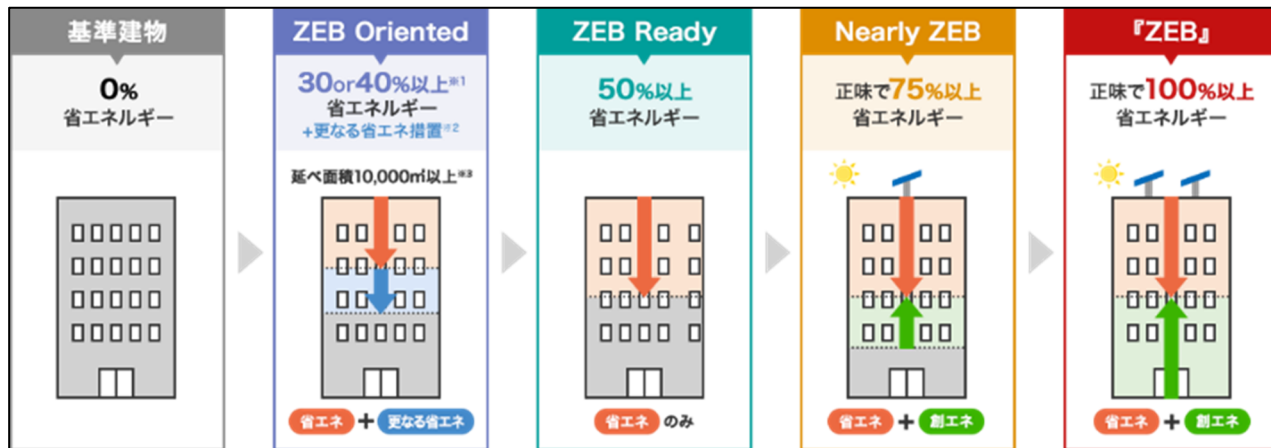 基準建物
0%
省エネルギー
ZEB Oriented
30or40%以上※1
省エネルギー
+更なる省エネ措置※2
延べ面積10,000㎡以上※3
省エネ + 更なる省エネ
ZEB Ready
50%以上
省エネルギー
省エネ のみ
Nearly ZEB
正味で75%以上
省エネルギー
省エネ + 創エネ
『ZEB』
正味で100%以上
省エネルギー
省エネ + 創エネ